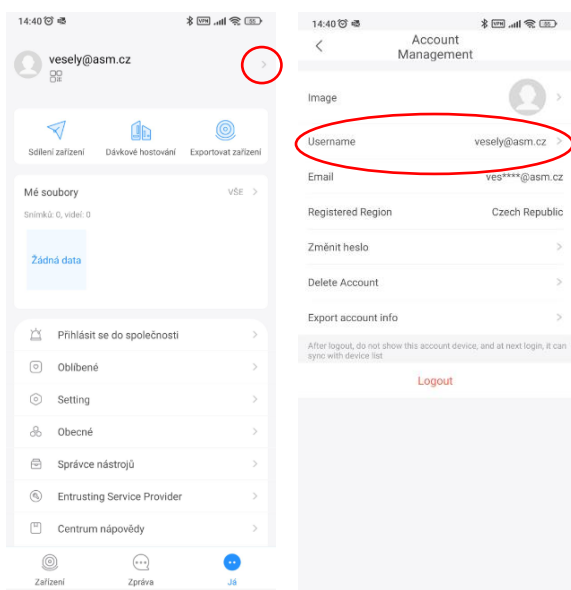 14:40
VPN
55
vesely@asm.cz
Sdílení zařízení
Dávkové hostování
Exportovat zařízení
Mé soubory
VŠE
Snímků: 0, videí: 0
Žádná data
Přihlásit se do společnosti
Oblíbené
Setting
Obecné
Správce nástrojů
Entrusting Service Provider
Centrum nápovědy
Zařízení
Zpráva
Já
14:40
VPN
55
Account
Management
Image
Username vesely@asm.cz
Email ves****@asm.cz
Registered Region Czech Republic
Změnit heslo
Delete Account
Export account info
After logout, do not show this account device, and at next login, it can
sync with device list
Logout